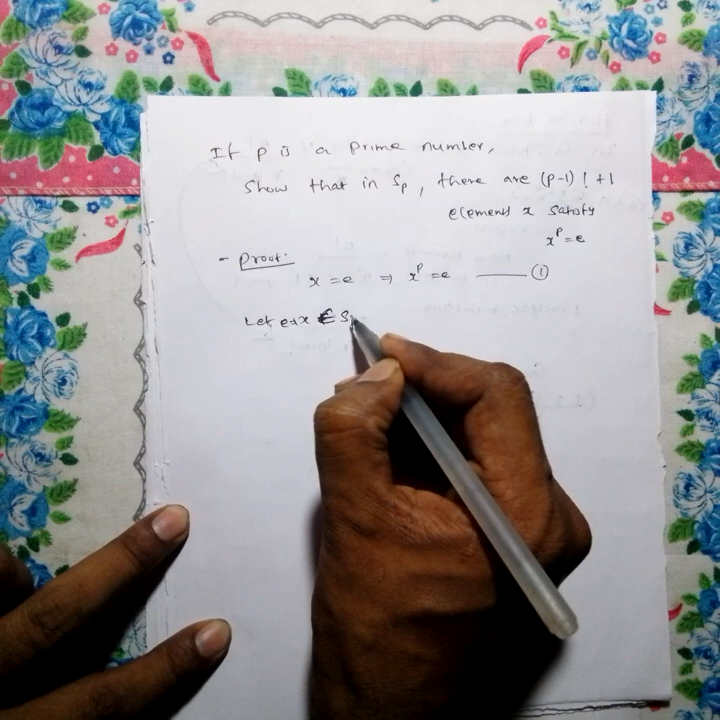 If p is a prime number,
Show that in Sp, there are (p-1)! +1
elements x satisfy
x^p = e
- Proof:
x = e ⇒ x^p = e —— ①
Let e≠x ∈ Sp